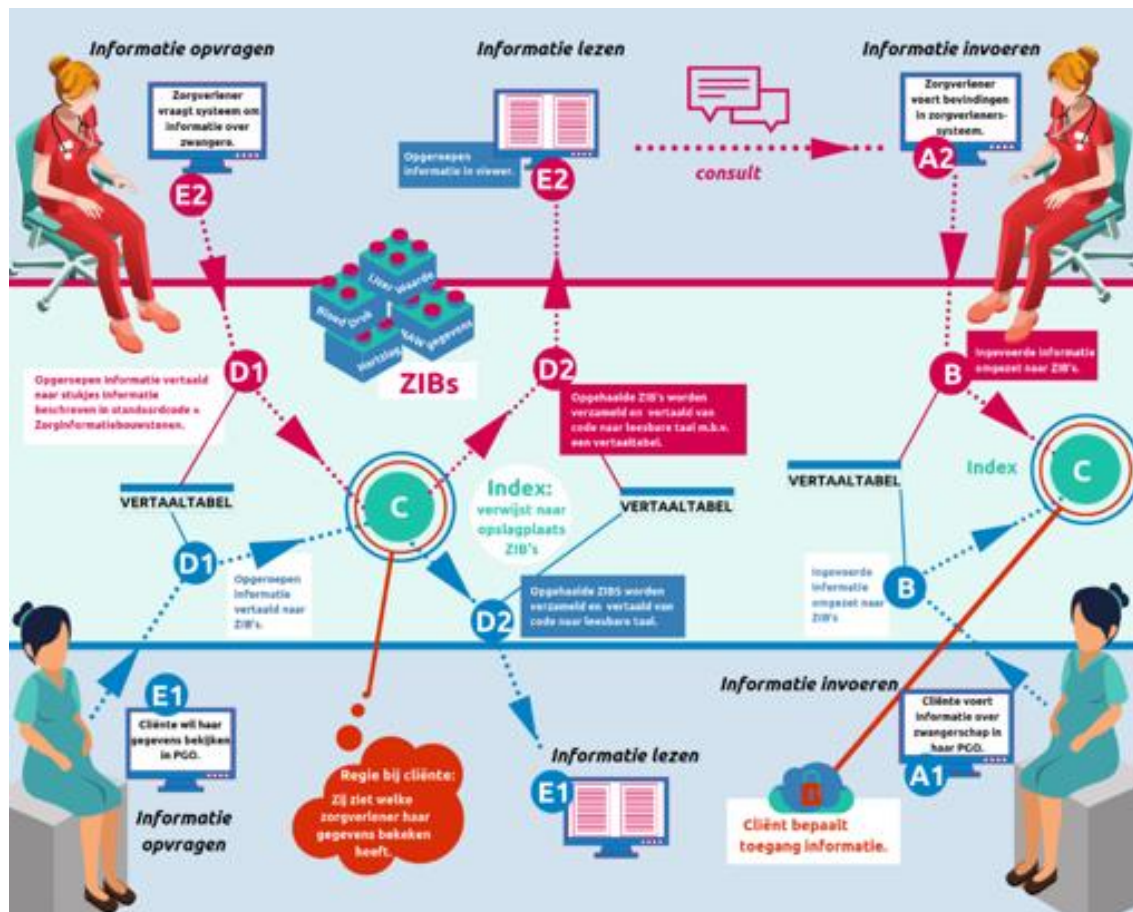 Informatie opvragen
Zorgverlener
vraagt systeem om
informatie over
zwangere.
E2
Informatie lezen
Opgeroepen
informatie in viewer.
E2
consult
Informatie invoeren
Zorgverlener
voert bevindingen
in zorgverleners-
systeem.
A2
IJzer waarde
Bloed Druk
NAW gegevens
Hartslag
ZIBs
D1
Opgeroepen informatie vertaald
naar stukjes informatie
beschreven in standaardcode =
Zorginformatiebouwstenen.
D2
Opgehaalde ZIB's worden
verzameld en vertaald van
code naar leesbare taal m.b.v.
een vertaaltabel.
B
Ingevoerde informatie
omgezet naar ZIB's.
VERTAALTABEL
C
Index:
verwijst naar
opslagplaats
ZIB's
VERTAALTABEL
VERTAALTABEL
Index
C
D1
Opgeroepen
informatie
vertaald naar
ZIB's.
D2
Opgehaalde ZIBS worden
verzameld en vertaald van
code naar leesbare taal.
Ingevoerde
informatie
omgezet naar
ZIB's
B
E1
Cliënte wil haar
gegevens bekijken
in PGO.
Informatie
opvragen
Regie bij cliënte:
Zij ziet welke
zorgverlener haar
gegevens bekeken
heeft.
Informatie lezen
E1
Informatie invoeren
Cliënte voert
informatie over
zwangerschap in
haar PGO.
A1
Cliënt bepaalt
toegang informatie.